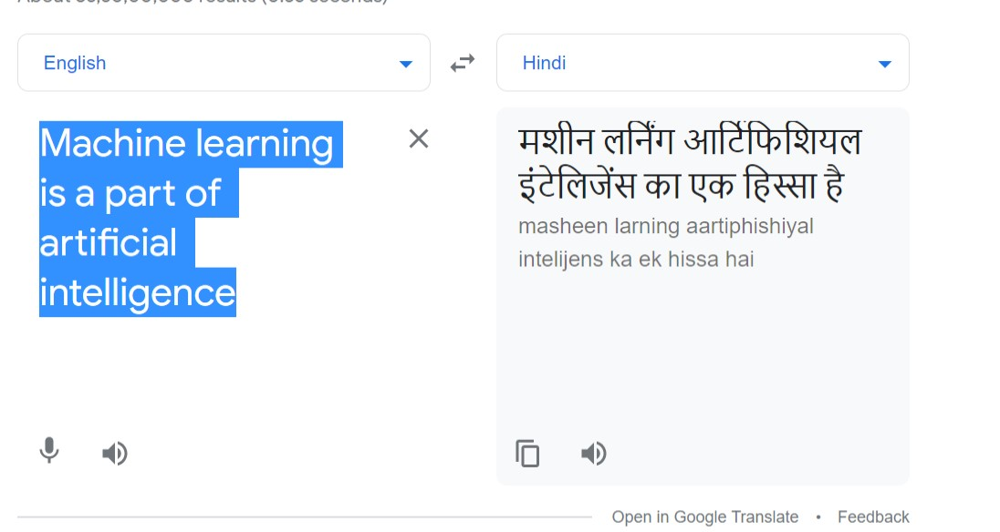 English
Hindi
Machine learning
is a part of
artificial
intelligence
मशीन लर्निंग आर्टिफिशियल
इंटेलिजेंस का एक हिस्सा है
masheen larning aartiphishiyal
intelijens ka ek hissa hai
Open in Google Translate • Feedback